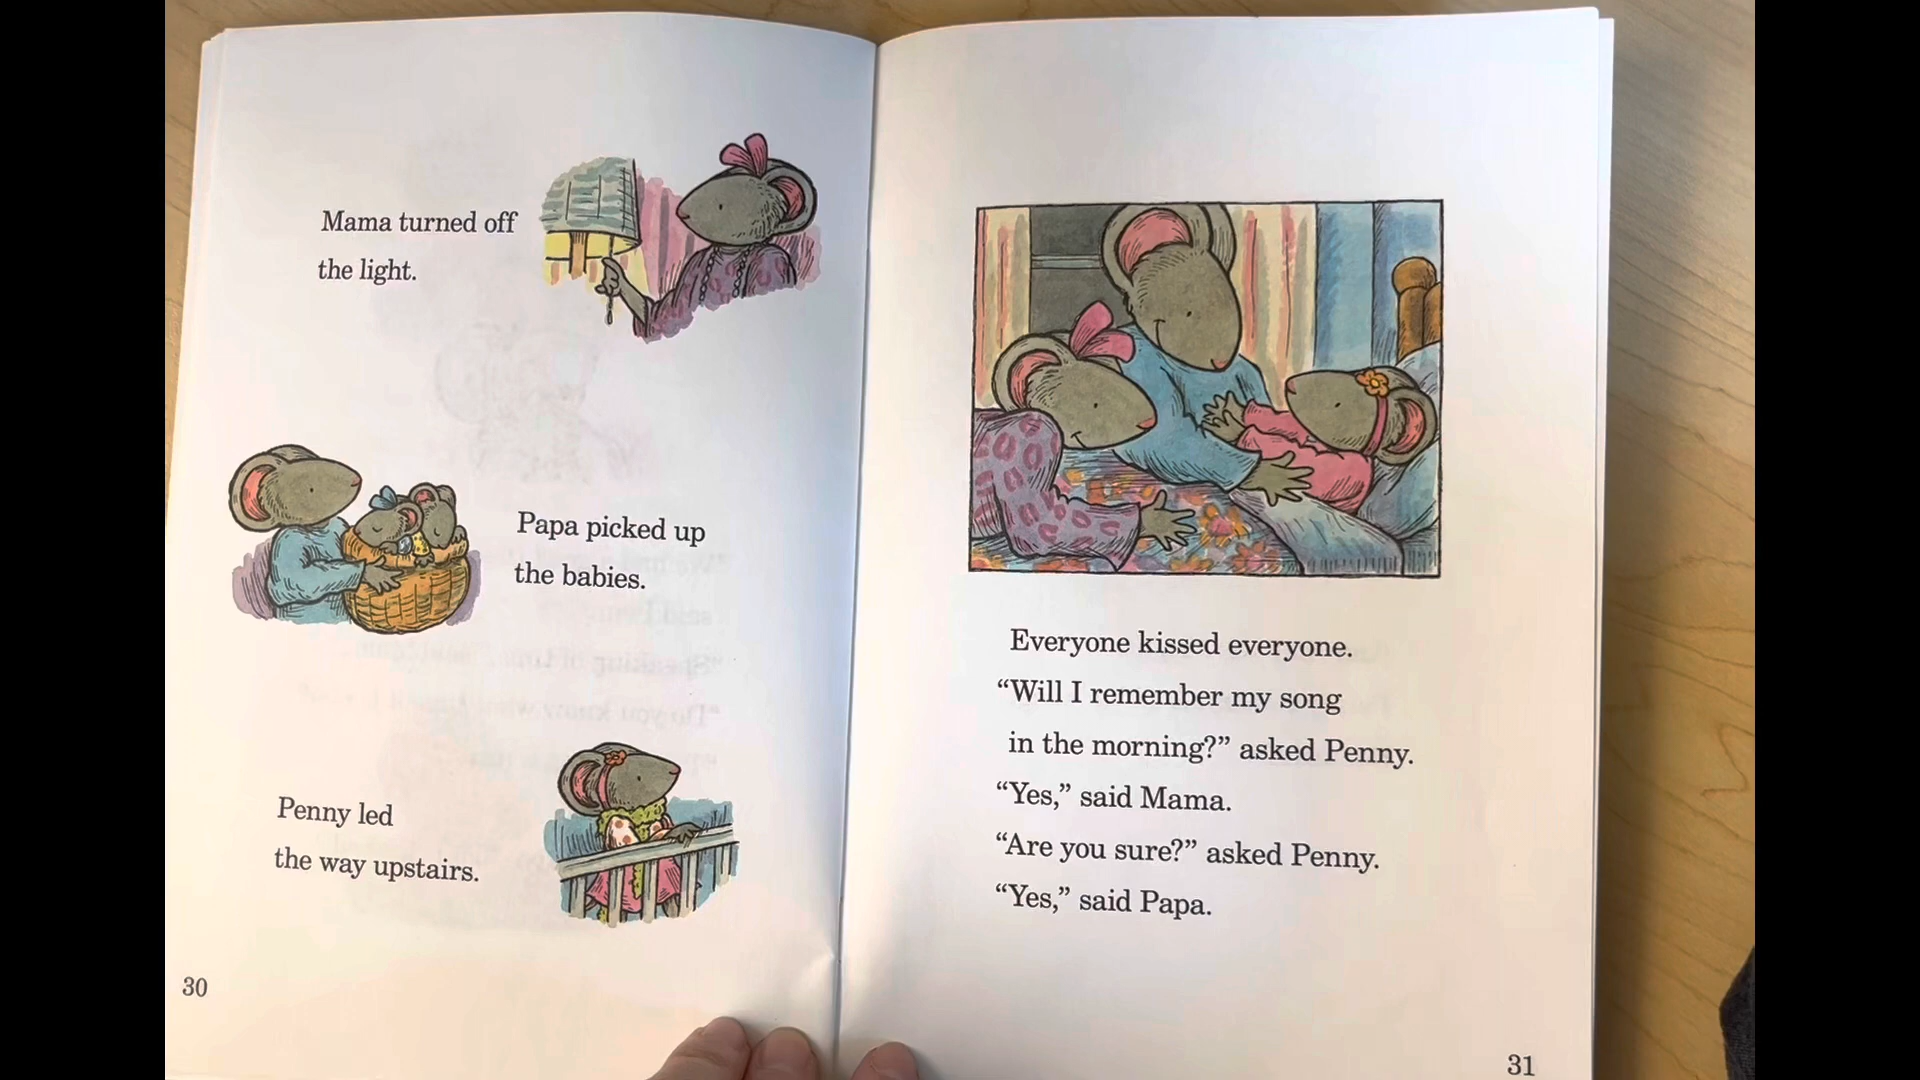 Mama turned off
the light.
Papa picked up
the babies.
Penny led
the way upstairs.
30
Everyone kissed everyone.
“Will I remember my song
in the morning?” asked Penny.
“Yes,” said Mama.
“Are you sure?” asked Penny.
“Yes,” said Papa.
31